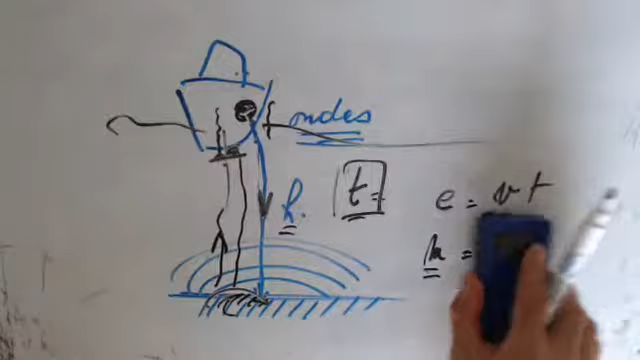 ondes
h.
t =
e = v t
h =